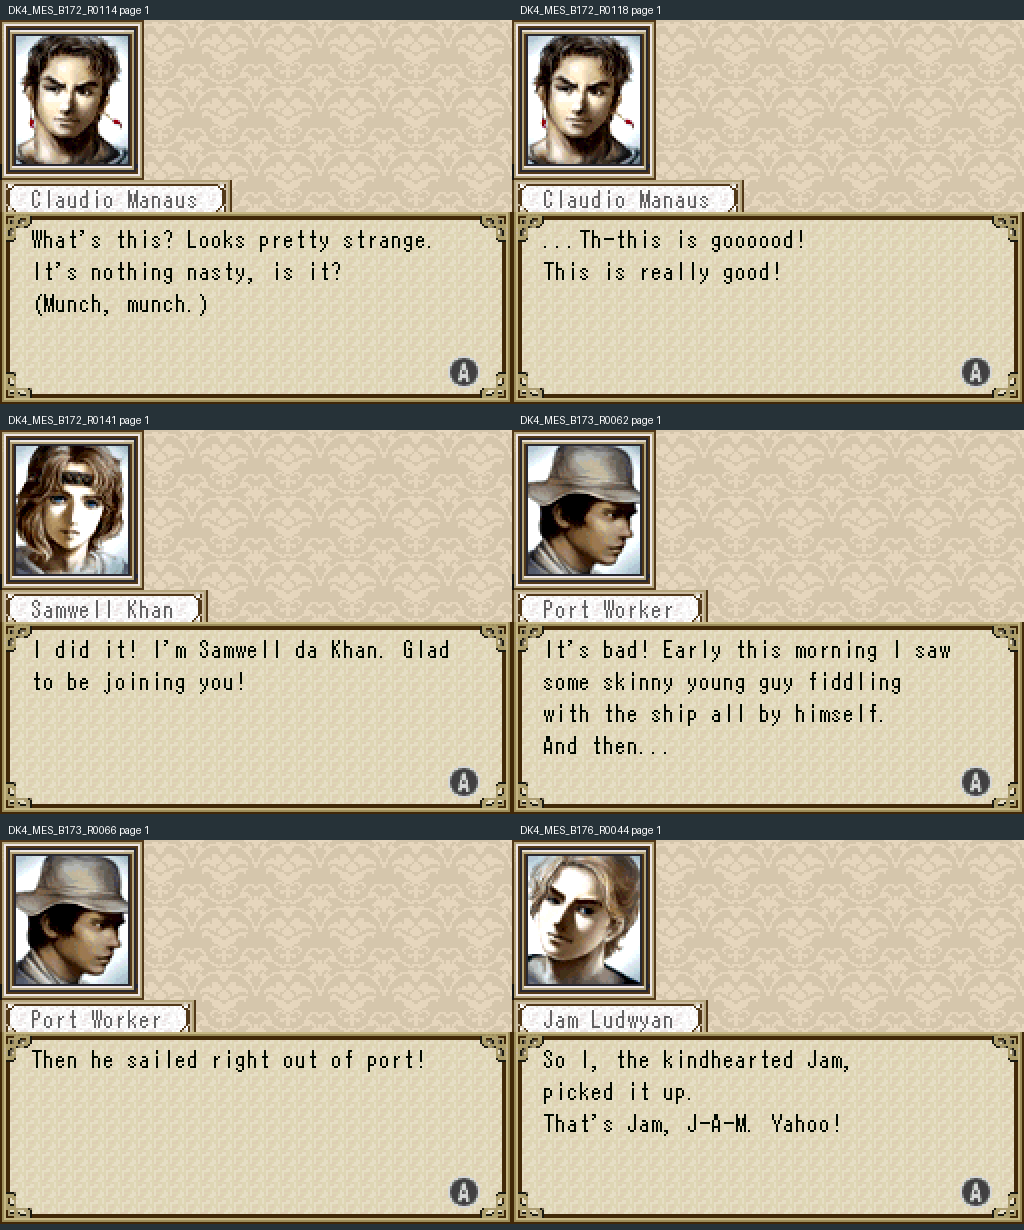 DK4_MES_B172_R0114 page 1
Claudio Manaus
What's this? Looks pretty strange.
It's nothing nasty, is it?
(Munch, munch.)
A
DK4_MES_B172_R0118 page 1
Claudio Manaus
...Th-this is goooood!
This is really good!
A
DK4_MES_B172_R0141 page 1
Samwell Khan
I did it! I'm Samwell da Khan. Glad
to be joining you!
A
DK4_MES_B173_R0062 page 1
Port Worker
It's bad! Early this morning I saw
some skinny young guy fiddling
with the ship all by himself.
And then...
A
DK4_MES_B173_R0066 page 1
Port Worker
Then he sailed right out of port!
A
DK4_MES_B176_R0044 page 1
Jam Ludwyan
So I, the kindhearted Jam,
picked it up.
That's Jam, J-A-M. Yahoo!
A